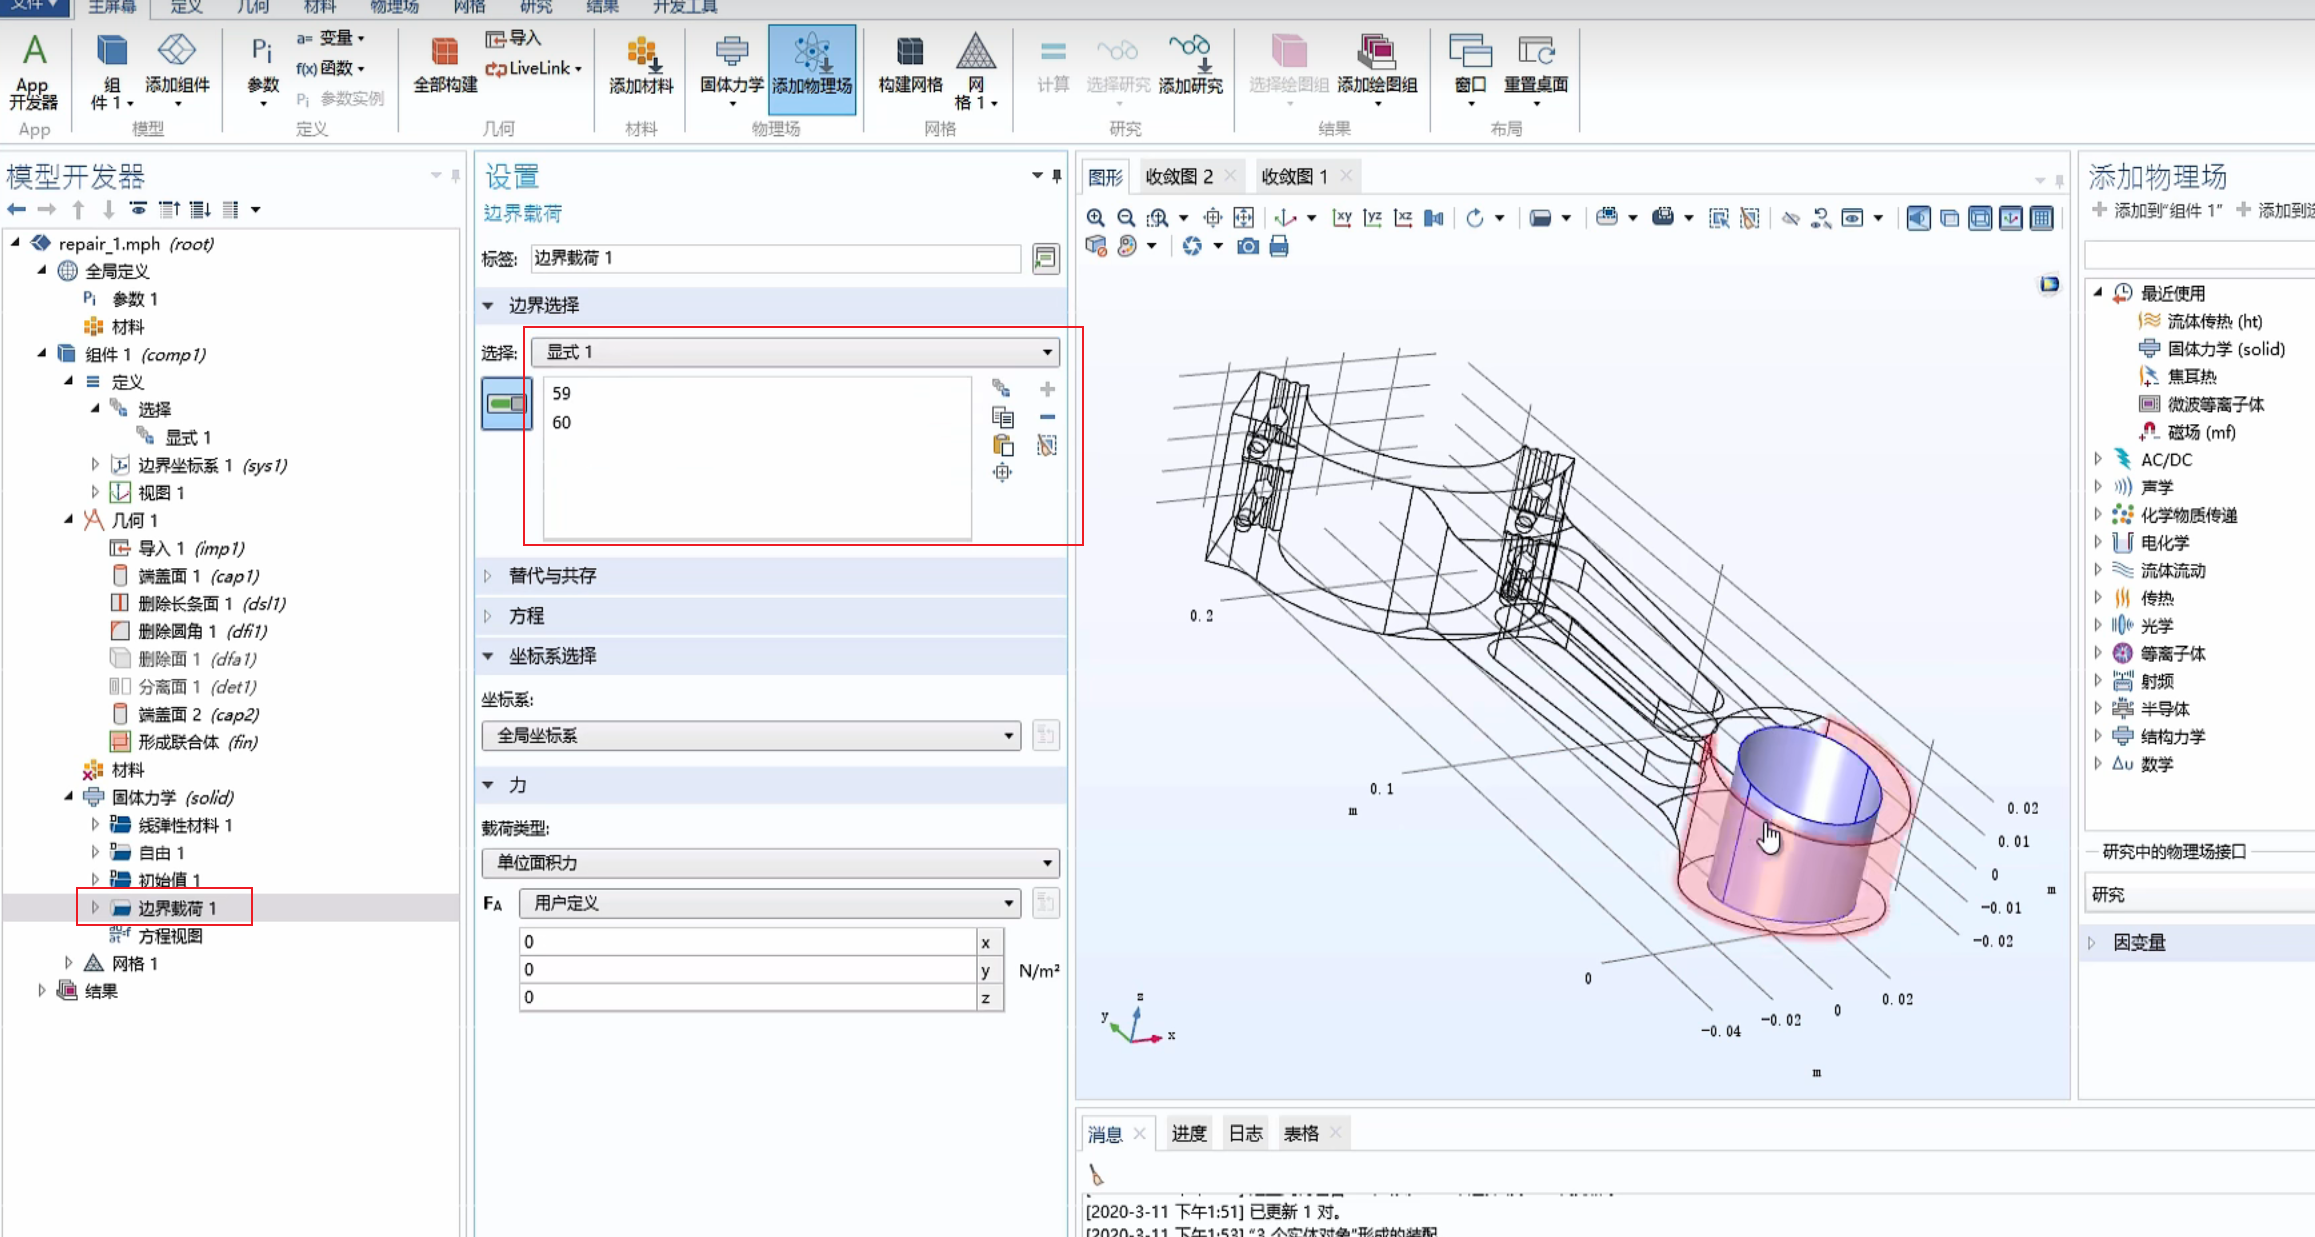 文件▼ 主屏幕 定义 几何 材料 物理场 网格 研究 结果 开发工具
A App 开发器
组件 1▼
添加组件▼
Pi 参数▼
a= 变量▼
f(x) 函数▼
Pi 参数实例
全部构建
导入
LiveLink▼
添加材料
固体力学▼
添加物理场
构建网格
网格 1▼
计算
选择研究▼
添加研究
选择绘图组▼
添加绘图组▼
窗口▼
重置桌面▼
App 模型 定义 几何 材料 物理场 网格 研究 结果 布局
模型开发器
repair_1.mph (root)
全局定义
Pi 参数 1
材料
组件 1 (comp1)
定义
选择
显式 1
边界坐标系 1 (sys1)
视图 1
几何 1
导入 1 (imp1)
端盖面 1 (cap1)
删除长条面 1 (dsl1)
删除圆角 1 (dfi1)
删除面 1 (dfa1)
分离面 1 (det1)
端盖面 2 (cap2)
形成联合体 (fin)
材料
固体力学 (solid)
线弹性材料 1
自由 1
初始值 1
边界载荷 1
方程视图
网格 1
结果
设置
边界载荷
标签: 边界载荷 1
边界选择
选择: 显式 1
59
60
替代与共存
方程
坐标系选择
坐标系:
全局坐标系
力
载荷类型:
单位面积力
FA 用户定义
0 x
0 y N/m²
0 z
图形 收敛图 2 收敛图 1
xy yz xz
0.2
0.1
m
0
0.02
0.01
0
m
-0.01
-0.02
0.02
0
-0.02
-0.04
m
z
y
x
消息 进度 日志 表格
[2020-3-11 下午1:51] 已更新 1 对。
[2020-3-11 下午1:53] "3 个实体对象"形成的装配
添加物理场
添加到"组件 1" 添加到
最近使用
流体传热 (ht)
固体力学 (solid)
焦耳热
微波等离子体
磁场 (mf)
AC/DC
声学
化学物质传递
电化学
流体流动
传热
光学
等离子体
射频
半导体
结构力学
Δu 数学
研究中的物理场接口
研究
因变量